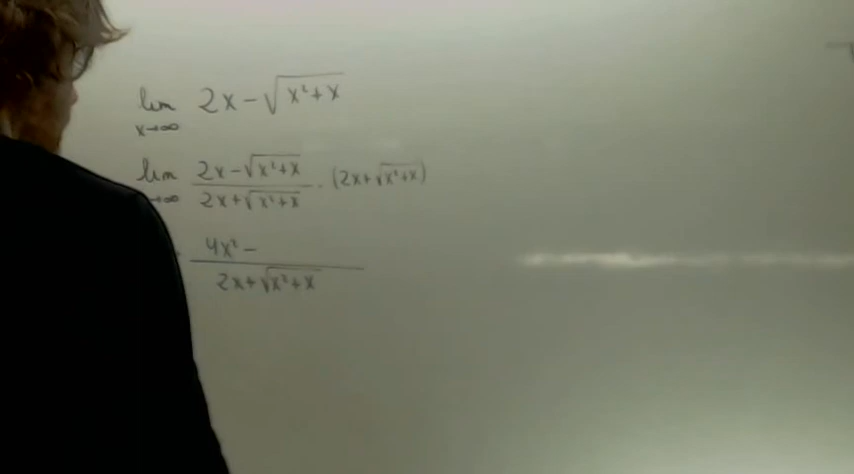 lim x→∞ 2x - √(x²+x)
lim x→∞ (2x - √(x²+x))/(2x + √(x²+x)) · (2x + √(x²+x))
(4x² - )/(2x + √(x²+x))